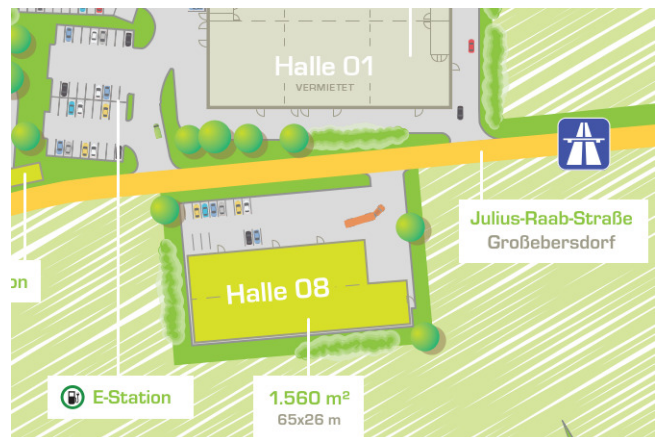 Halle 01
VERMIETET
Julius-Raab-Straße
Großebersdorf
on
Halle 08
E-Station
1.560 m²
65x26 m